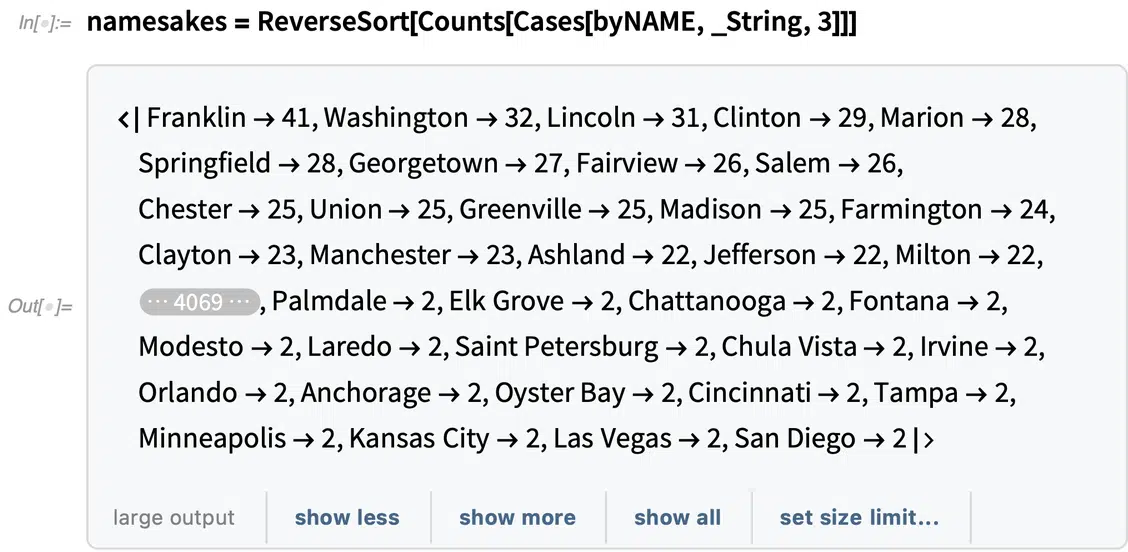 In[∘]:= namesakes = ReverseSort[Counts[Cases[byNAME, _String, 3]]]
<| Franklin → 41, Washington → 32, Lincoln → 31, Clinton → 29, Marion → 28,
Springfield → 28, Georgetown → 27, Fairview → 26, Salem → 26,
Chester → 25, Union → 25, Greenville → 25, Madison → 25, Farmington → 24,
Clayton → 23, Manchester → 23, Ashland → 22, Jefferson → 22, Milton → 22,
Out[∘]= ··· 4069 ··· , Palmdale → 2, Elk Grove → 2, Chattanooga → 2, Fontana → 2,
Modesto → 2, Laredo → 2, Saint Petersburg → 2, Chula Vista → 2, Irvine → 2,
Orlando → 2, Anchorage → 2, Oyster Bay → 2, Cincinnati → 2, Tampa → 2,
Minneapolis → 2, Kansas City → 2, Las Vegas → 2, San Diego → 2 |>
large output show less show more show all set size limit...